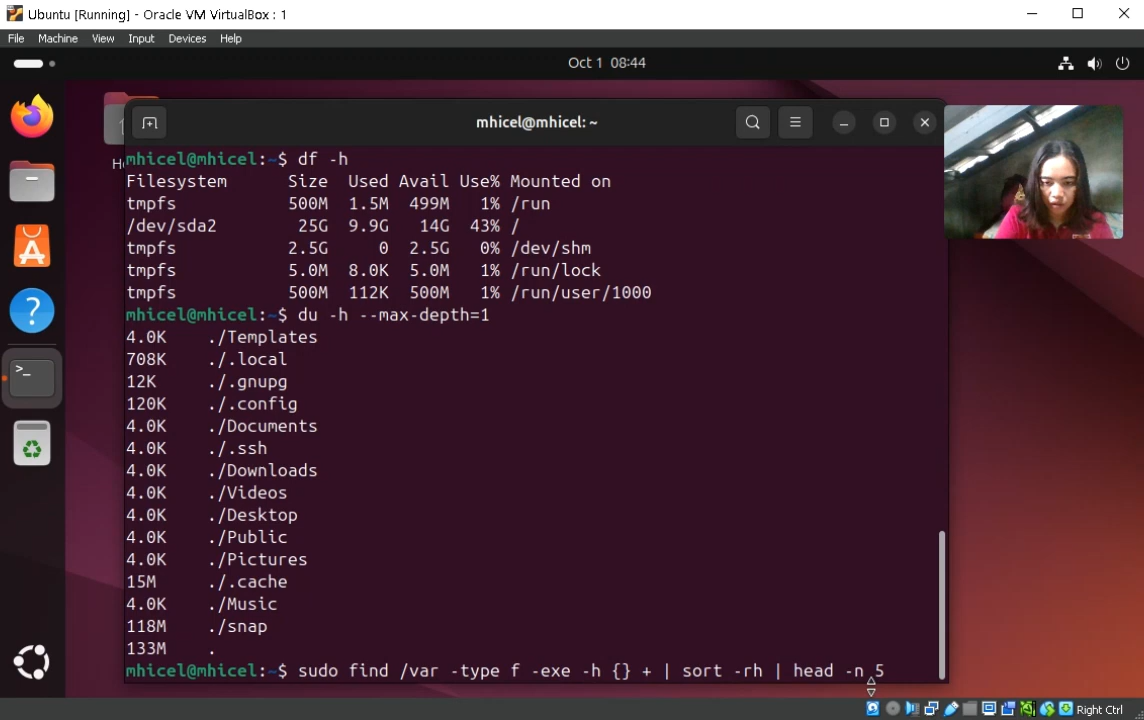 Ubuntu [Running] - Oracle VM VirtualBox : 1
File Machine View Input Devices Help
Oct 1 08:44
mhicel@mhicel: ~
mhicel@mhicel:~$ df -h
Filesystem Size Used Avail Use% Mounted on
tmpfs 500M 1.5M 499M 1% /run
/dev/sda2 25G 9.9G 14G 43% /
tmpfs 2.5G 0 2.5G 0% /dev/shm
tmpfs 5.0M 8.0K 5.0M 1% /run/lock
tmpfs 500M 112K 500M 1% /run/user/1000
mhicel@mhicel:~$ du -h --max-depth=1
4.0K ./Templates
708K ./.local
12K ./.gnupg
120K ./.config
4.0K ./Documents
4.0K ./.ssh
4.0K ./Downloads
4.0K ./Videos
4.0K ./Desktop
4.0K ./Public
4.0K ./Pictures
15M ./.cache
4.0K ./Music
118M ./snap
133M .
mhicel@mhicel:~$ sudo find /var -type f -exe -h {} + | sort -rh | head -n 5
Right Ctrl